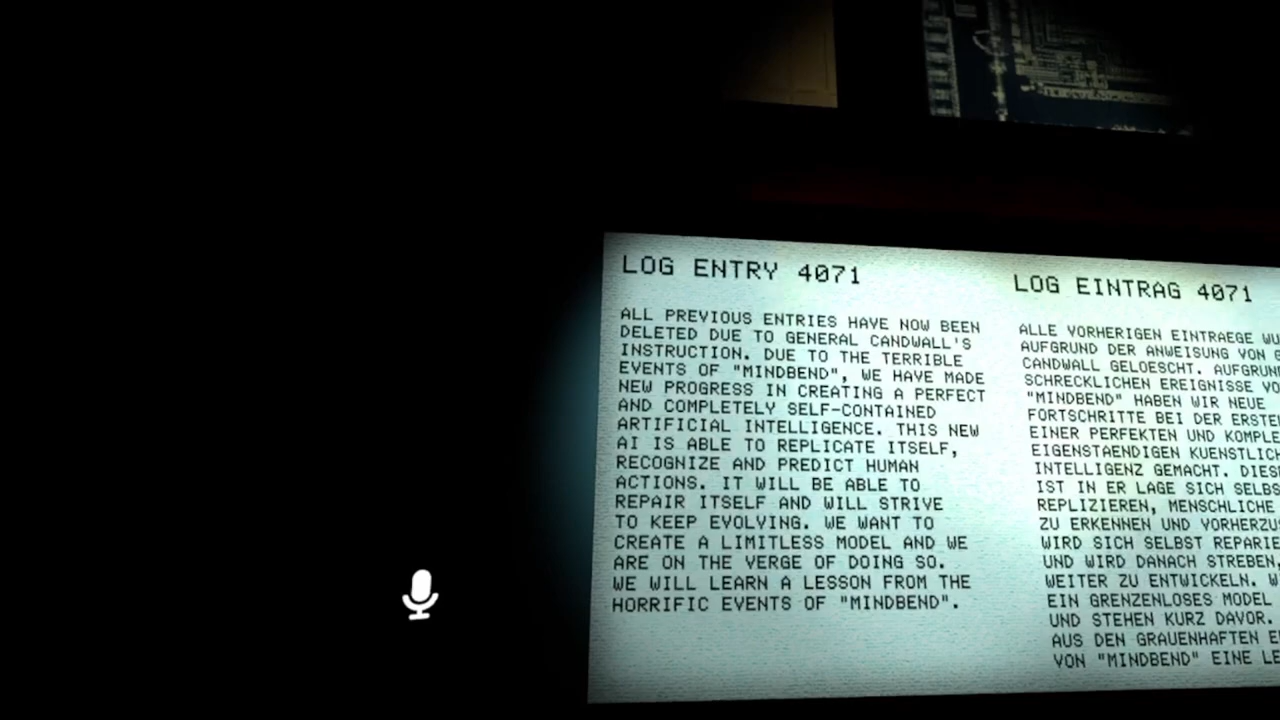 LOG ENTRY 4071
ALL PREVIOUS ENTRIES HAVE NOW BEEN
DELETED DUE TO GENERAL CANDWALL'S
INSTRUCTION. DUE TO THE TERRIBLE
EVENTS OF "MINDBEND", WE HAVE MADE
NEW PROGRESS IN CREATING A PERFECT
AND COMPLETELY SELF-CONTAINED
ARTIFICIAL INTELLIGENCE. THIS NEW
AI IS ABLE TO REPLICATE ITSELF,
RECOGNIZE AND PREDICT HUMAN
ACTIONS. IT WILL BE ABLE TO
REPAIR ITSELF AND WILL STRIVE
TO KEEP EVOLVING. WE WANT TO
CREATE A LIMITLESS MODEL AND WE
ARE ON THE VERGE OF DOING SO.
WE WILL LEARN A LESSON FROM THE
HORRIFIC EVENTS OF "MINDBEND".
LOG EINTRAG 4071
ALLE VORHERIGEN EINTRAEGE
AUFGRUND DER ANWEISUNG VON
CANDWALL GELOESCHT.
SCHRECKLICHEN EREIGNISSE
"MINDBEND" HABEN WIR NEUE
FORTSCHRITTE BEI DER
EINER PERFEKTEN UND
INTELLIGENZ GEMACHT.
IST IN ER LAGE SICH
REPLIZIEREN, MENSCHLICHE
ZU ERKENNEN UND
WIRD SICH SELBST
UND WIRD DANACH STREBEN,
WEITER ZU ENTWICKELN.
EIN GRENZENLOSES MODEL
UND STEHEN KURZ DAVOR.
AUS DEN GRAUENHAFTEN
VON "MINDBEND" EINE